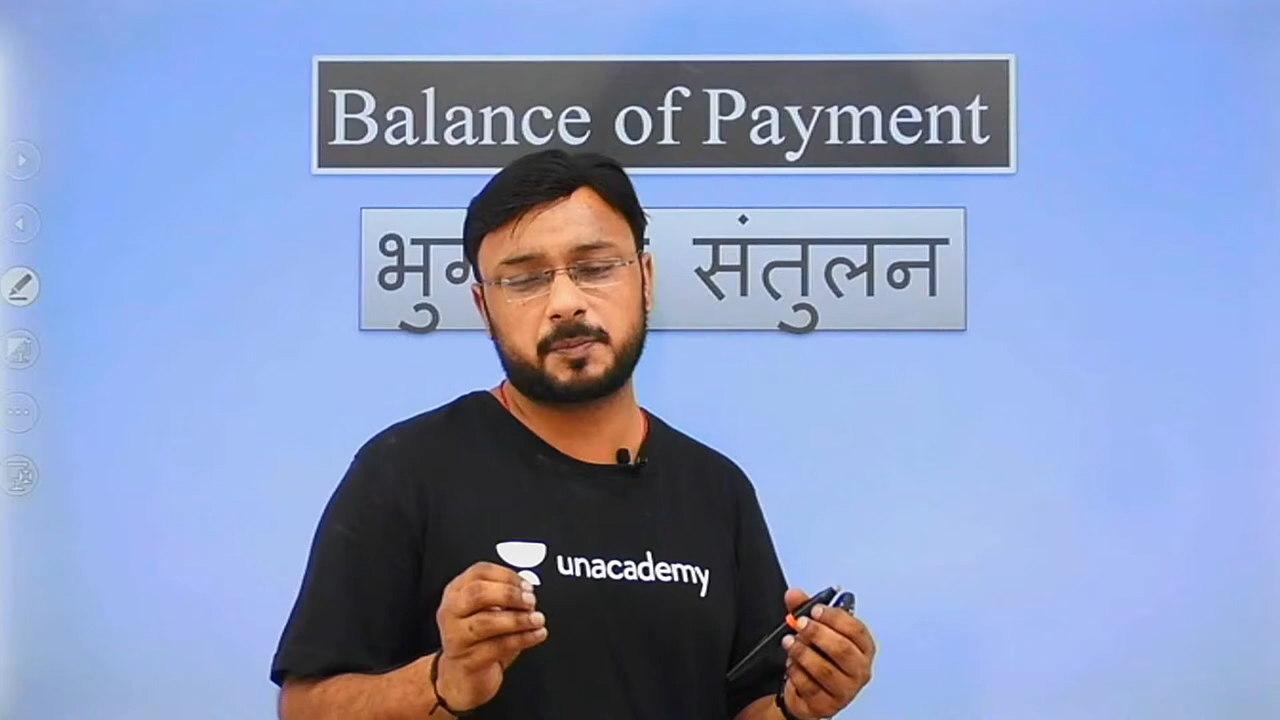 Balance of Payment
संतुलन
unacademy